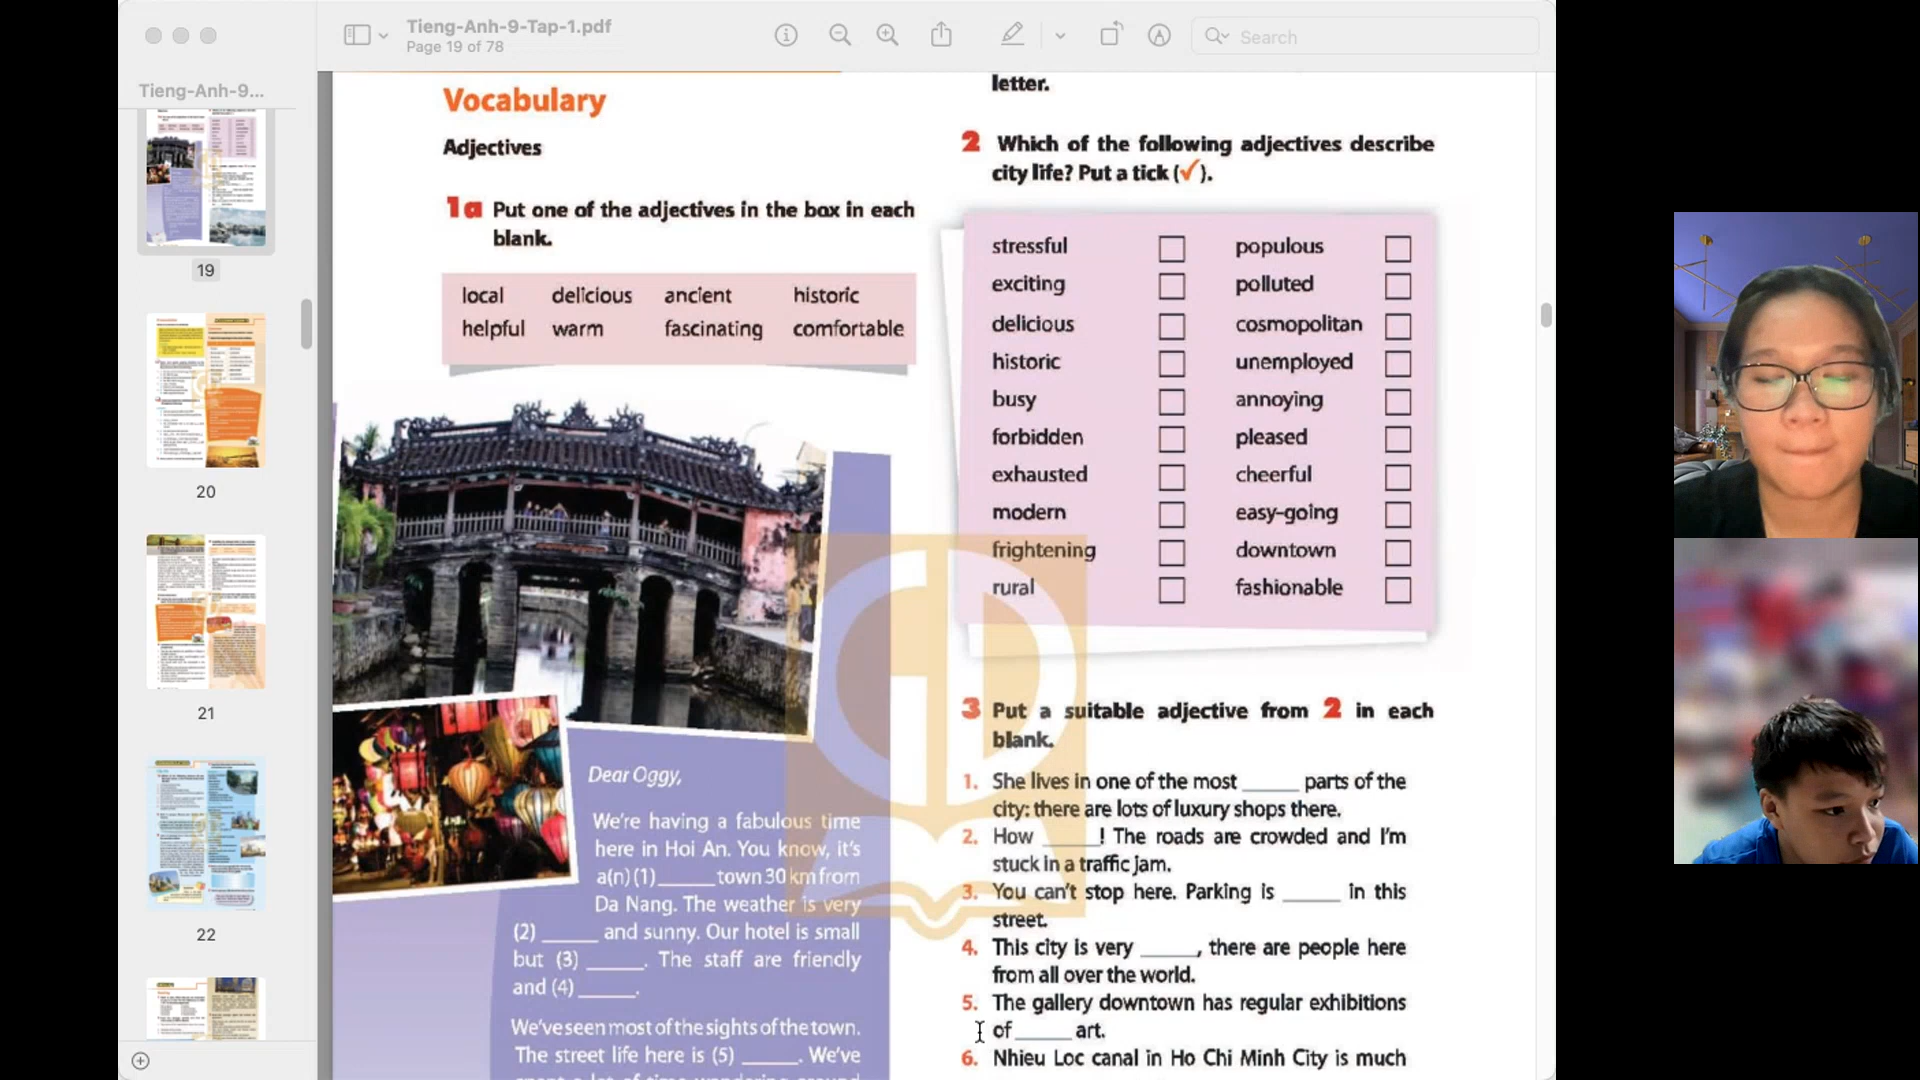 Tieng-Anh-9-Tap-1.pdf
Page 19 of 78
Search
Tieng-Anh-9...
19
20
21
22
Vocabulary
Adjectives
1a Put one of the adjectives in the box in each
blank.
local delicious ancient historic
helpful warm fascinating comfortable
Dear Oggy,
We're having a fabulous time
here in Hoi An. You know, it's
a(n) (1) _____ town 30 km from
Da Nang. The weather is very
(2) _____ and sunny. Our hotel is small
but (3) _____. The staff are friendly
and (4) _____.
We've seen most of the sights of the town.
The street life here is (5) _____. We've
letter.
2 Which of the following adjectives describe
city life? Put a tick (✓).
stressful populous
exciting polluted
delicious cosmopolitan
historic unemployed
busy annoying
forbidden pleased
exhausted cheerful
modern easy-going
frightening downtown
rural fashionable
3 Put a suitable adjective from 2 in each
blank.
1. She lives in one of the most _____ parts of the
city: there are lots of luxury shops there.
2. How _____! The roads are crowded and I'm
stuck in a traffic jam.
3. You can't stop here. Parking is _____ in this
street.
4. This city is very _____, there are people here
from all over the world.
5. The gallery downtown has regular exhibitions
of _____ art.
6. Nhieu Loc canal in Ho Chi Minh City is much